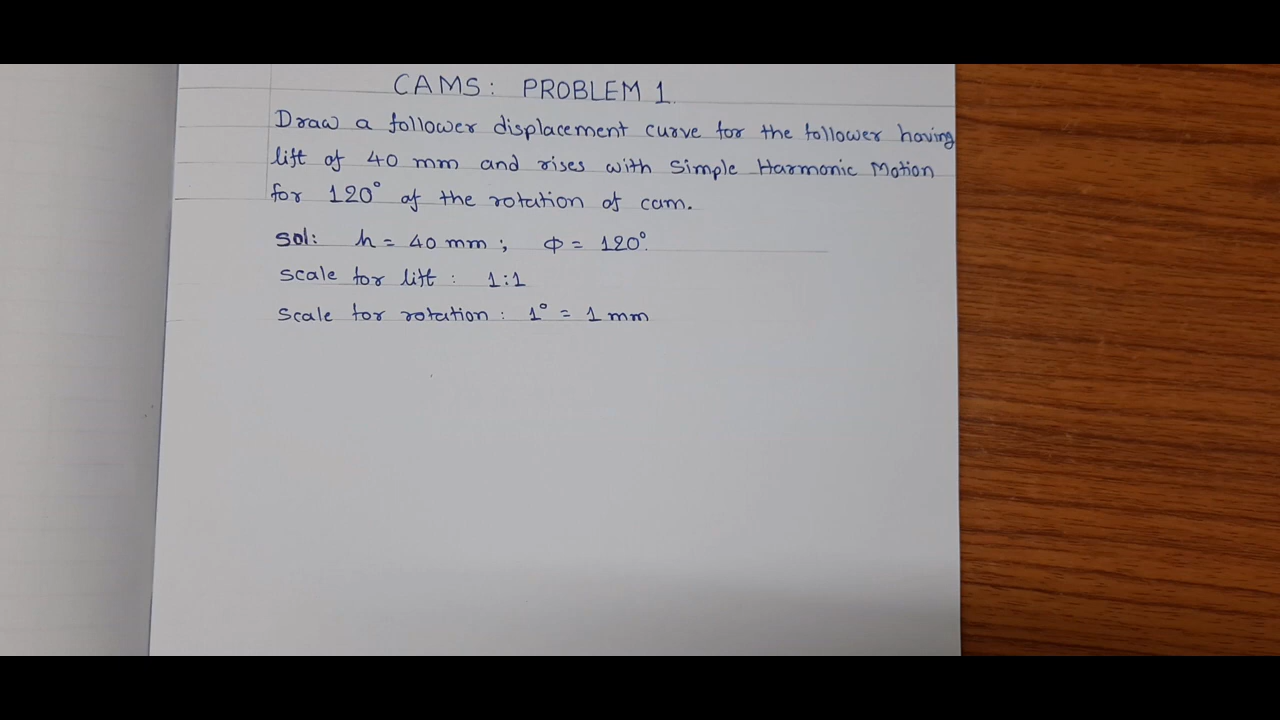 CAMS: PROBLEM 1.
Draw a follower displacement curve for the follower having
lift of 40 mm and rises with Simple Harmonic Motion
for 120° of the rotation of cam.
Sol: h = 40 mm; Φ = 120°.
Scale for lift : 1:1
Scale for rotation : 1° = 1 mm